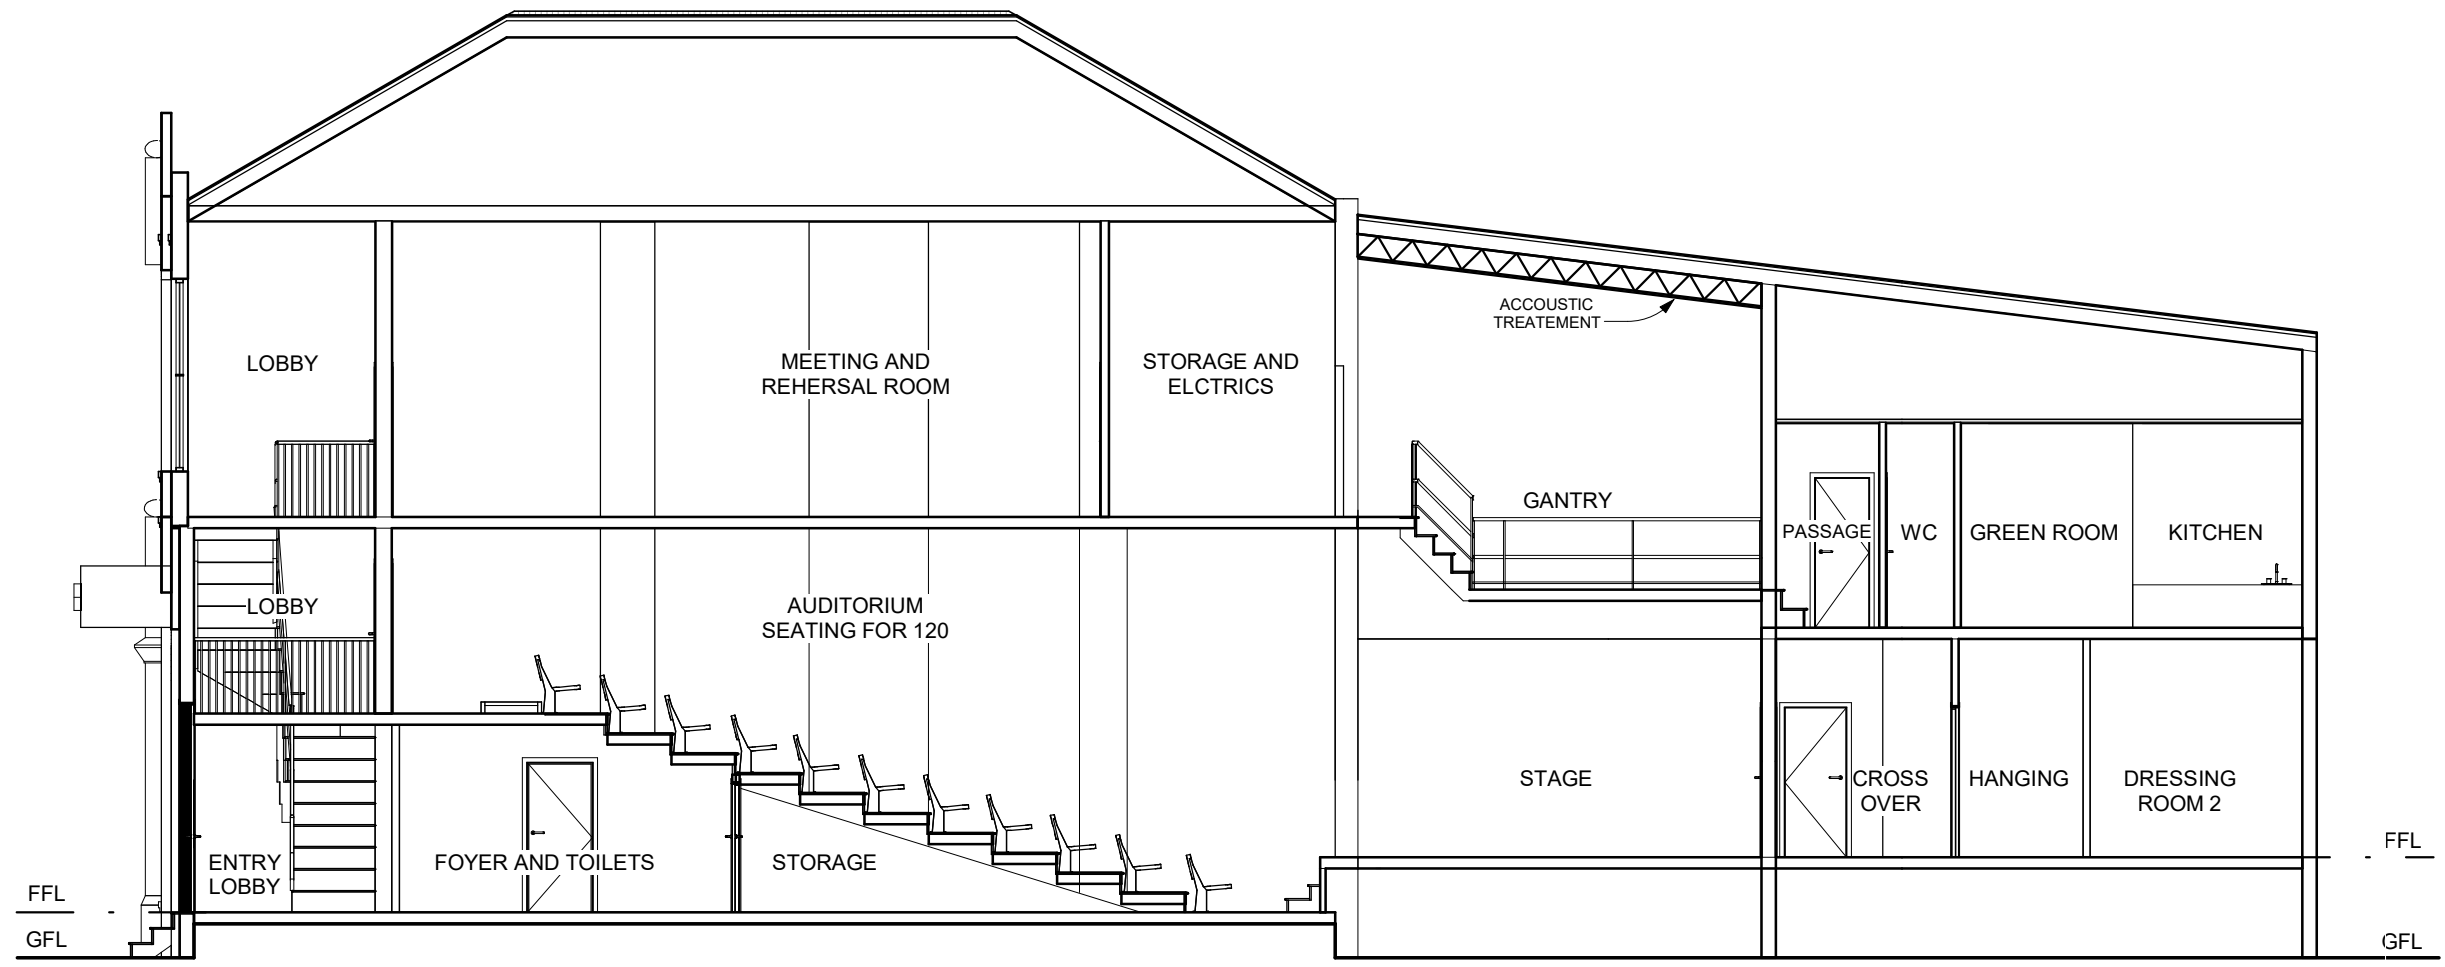 ACCOUSTIC
TREATEMENT
LOBBY
MEETING AND
REHERSAL ROOM
STORAGE AND
ELCTRICS
GANTRY
PASSAGE
WC
GREEN ROOM
KITCHEN
LOBBY
AUDITORIUM
SEATING FOR 120
STAGE
CROSS
OVER
HANGING
DRESSING
ROOM 2
ENTRY
LOBBY
FOYER AND TOILETS
STORAGE
FFL
GFL
FFL
GFL